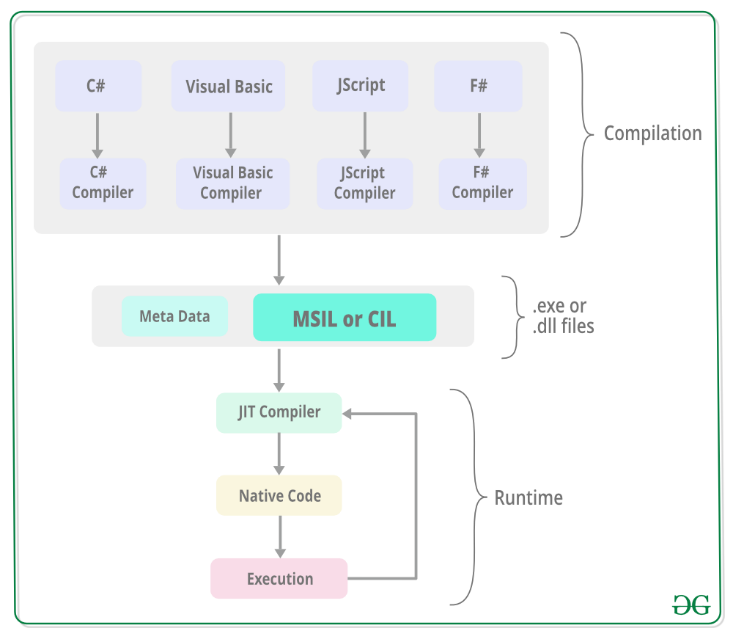 C#
Visual Basic
JScript
F#
C#
Compiler
Visual Basic
Compiler
JScript
Compiler
F#
Compiler
Compilation
Meta Data
MSIL or CIL
.exe or
.dll files
JIT Compiler
Native Code
Execution
Runtime